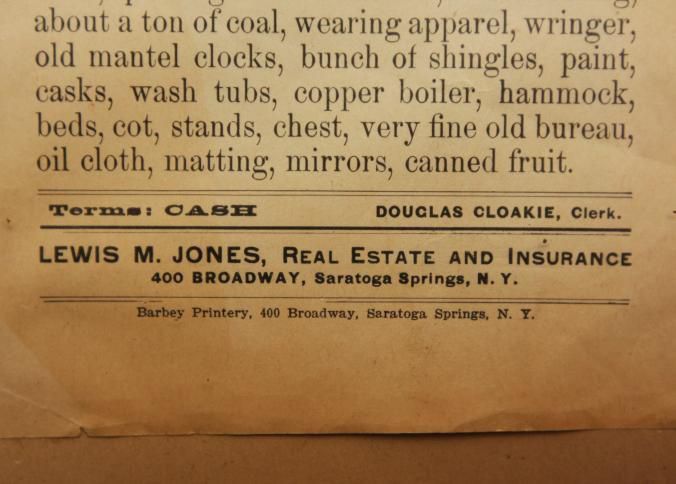 about a ton of coal, wearing apparel, wringer,
old mantel clocks, bunch of shingles, paint,
casks, wash tubs, copper boiler, hammock,
beds, cot, stands, chest, very fine old bureau,
oil cloth, matting, mirrors, canned fruit.
Terms: CASH DOUGLAS CLOAKIE, Clerk.
LEWIS M. JONES, REAL ESTATE AND INSURANCE
400 BROADWAY, Saratoga Springs, N. Y.
Barbey Printery, 400 Broadway, Saratoga Springs, N. Y.